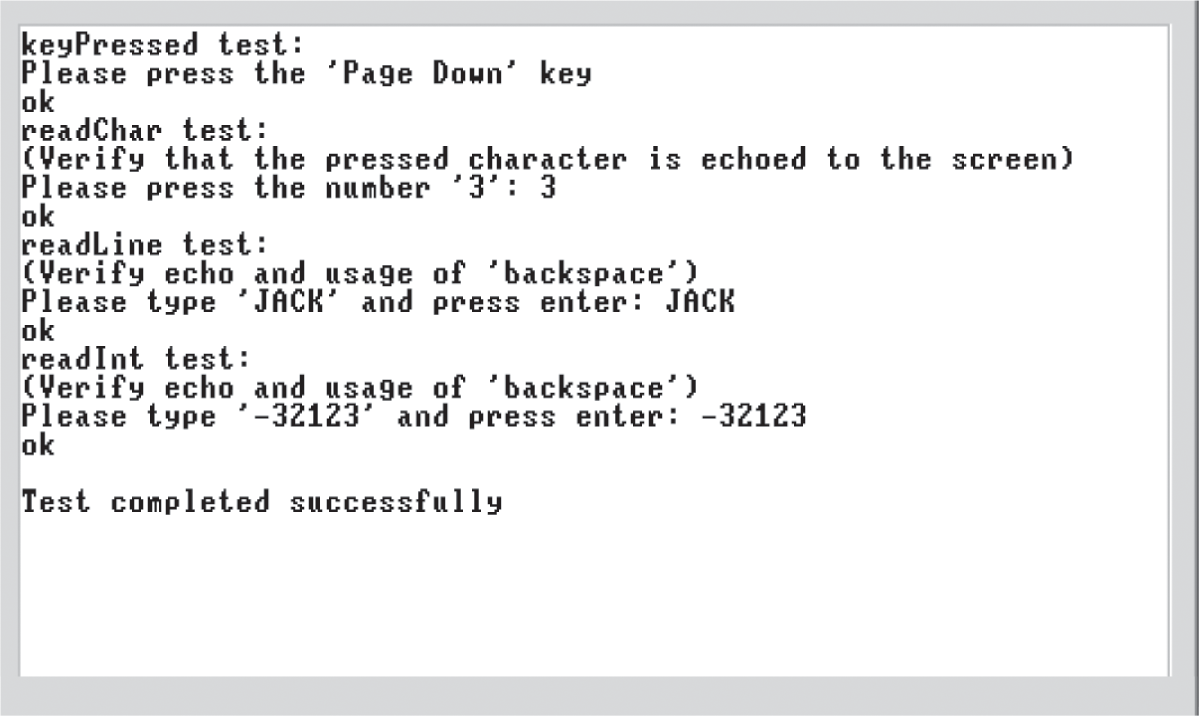 keyPressed test:
Please press the 'Page Down' key
ok
readChar test:
(Verify that the pressed character is echoed to the screen)
Please press the number '3': 3
ok
readLine test:
(Verify echo and usage of 'backspace')
Please type 'JACK' and press enter: JACK
ok
readInt test:
(Verify echo and usage of 'backspace')
Please type '-32123' and press enter: -32123
ok
Test completed successfully